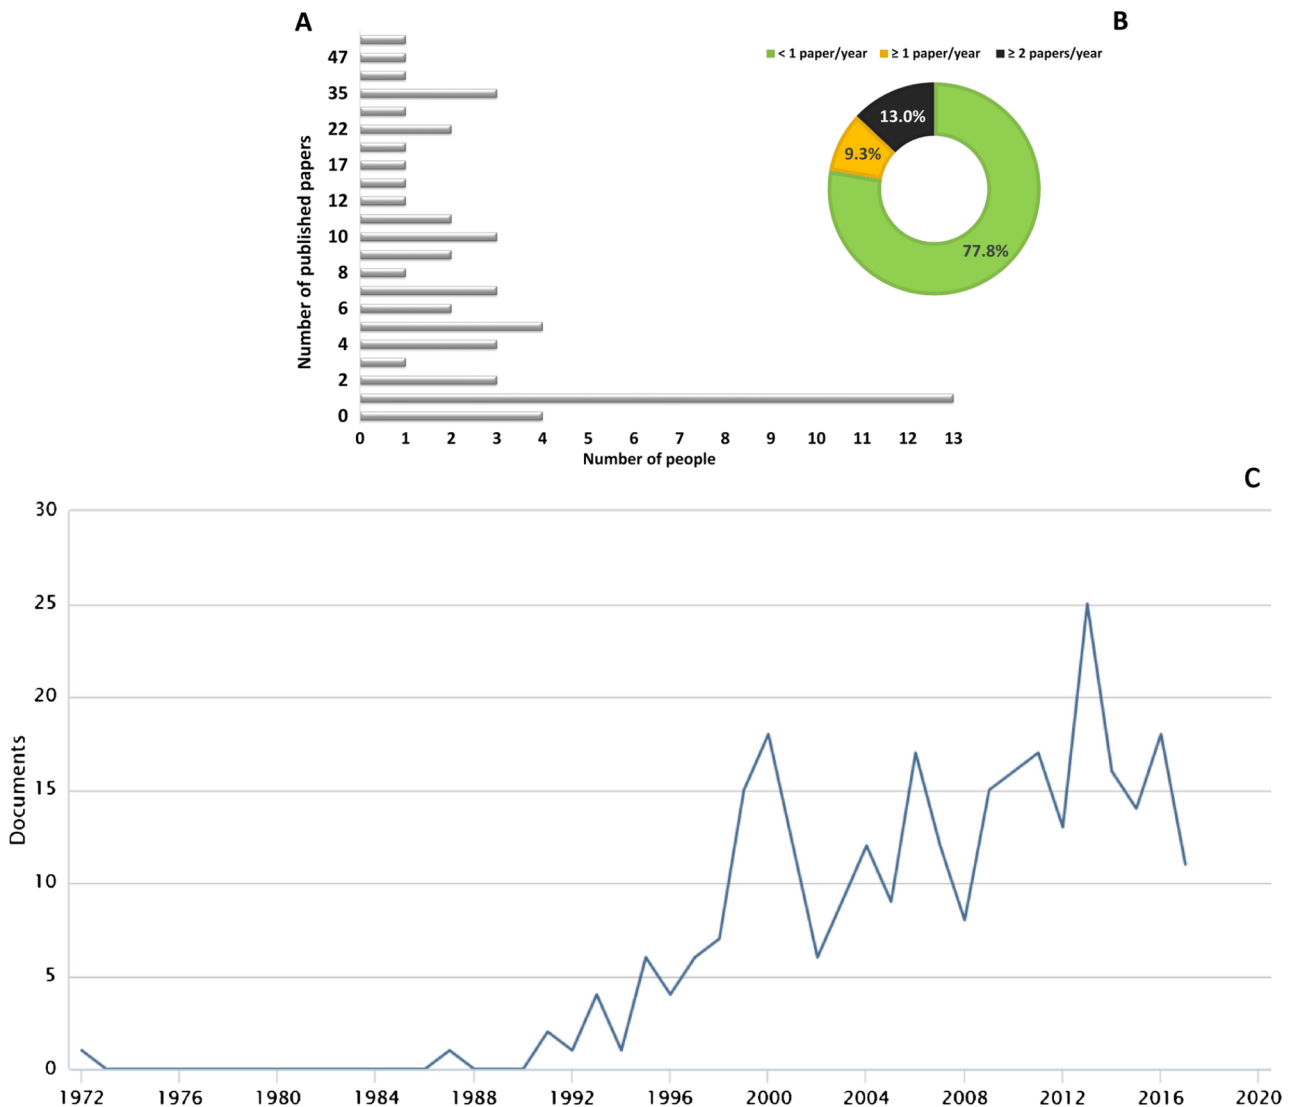 A
B
< 1 paper/year ≥ 1 paper/year ≥ 2 papers/year
47
35
22
17
12
10
8
6
4
2
0
Number of published papers
0 1 2 3 4 5 6 7 8 9 10 11 12 13
Number of people
13.0%
9.3%
77.8%
C
30
25
20
15
10
5
0
Documents
1972 1976 1980 1984 1988 1992 1996 2000 2004 2008 2012 2016 2020